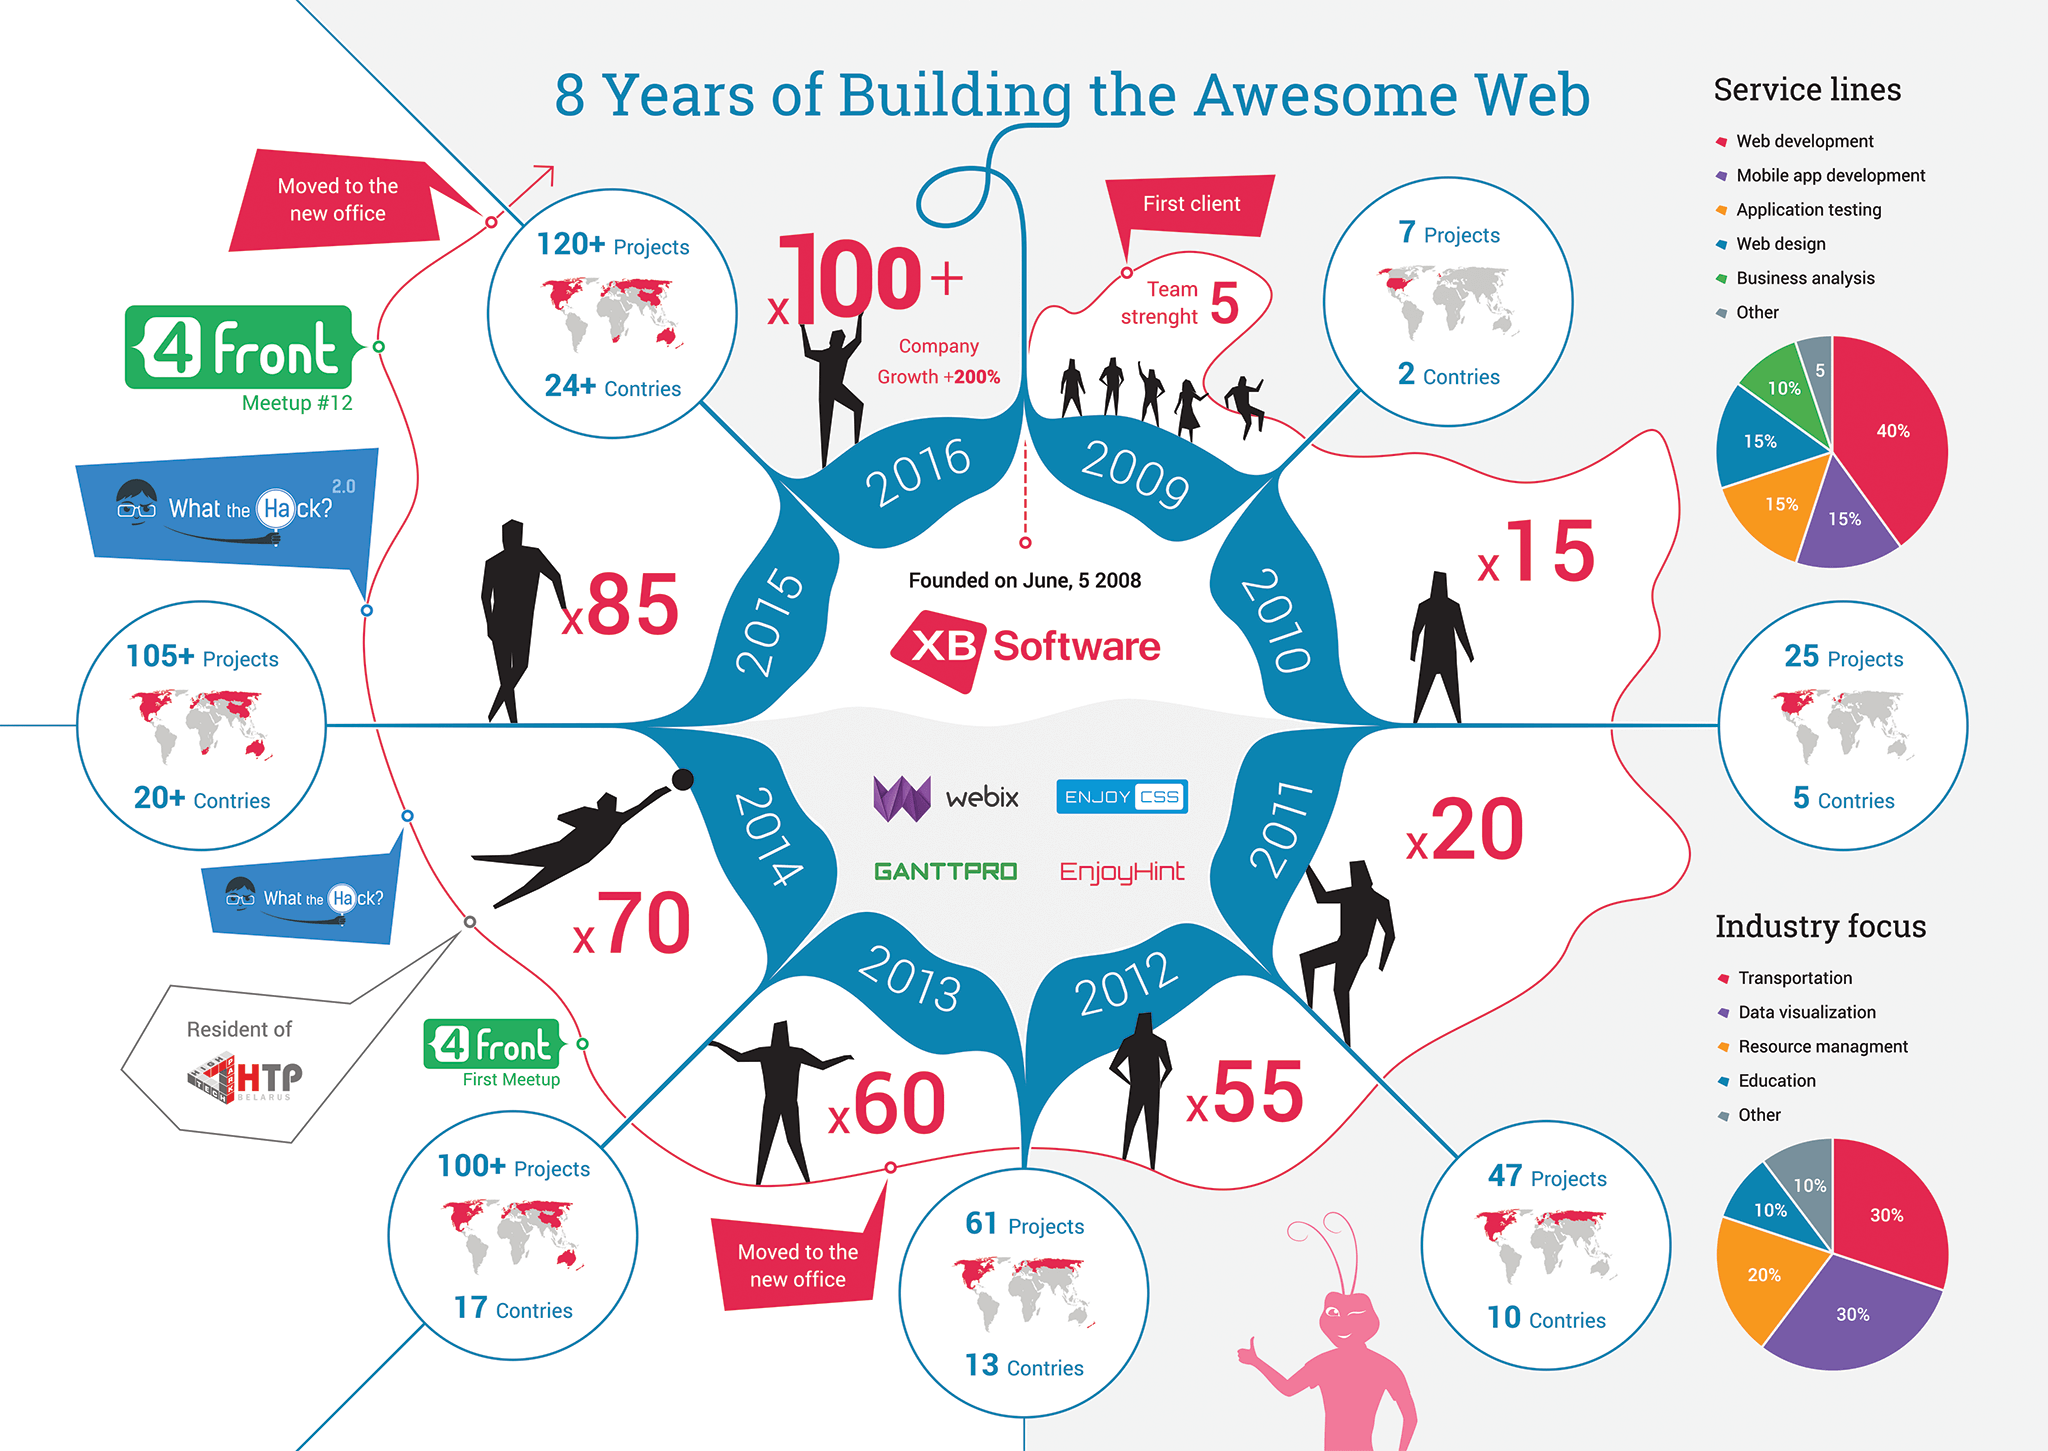 8 Years of Building the Awesome Web
Founded on June, 5 2008
XB Software
webix
ENJOY CSS
GANTTPRO
EnjoyHint
2009
First client
Team
strenght 5
7 Projects
2 Contries
2010
x15
25 Projects
5 Contries
2011
x20
47 Projects
10 Contries
2012
x55
61 Projects
13 Contries
2013
x60
Moved to the
new office
100+ Projects
17 Contries
2014
x70
4front
First Meetup
Resident of
HIGH TECH PARK
HTP
BELARUS
What the Hack?
105+ Projects
20+ Contries
2015
x85
What the Hack? 2.0
4front
Meetup #12
Moved to the
new office
120+ Projects
24+ Contries
2016
x100+
Company
Growth +200%
Service lines
Web development
Mobile app development
Application testing
Web design
Business analysis
Other
40%
15%
15%
15%
10%
5
Industry focus
Transportation
Data visualization
Resource managment
Education
Other
30%
30%
20%
10%
10%